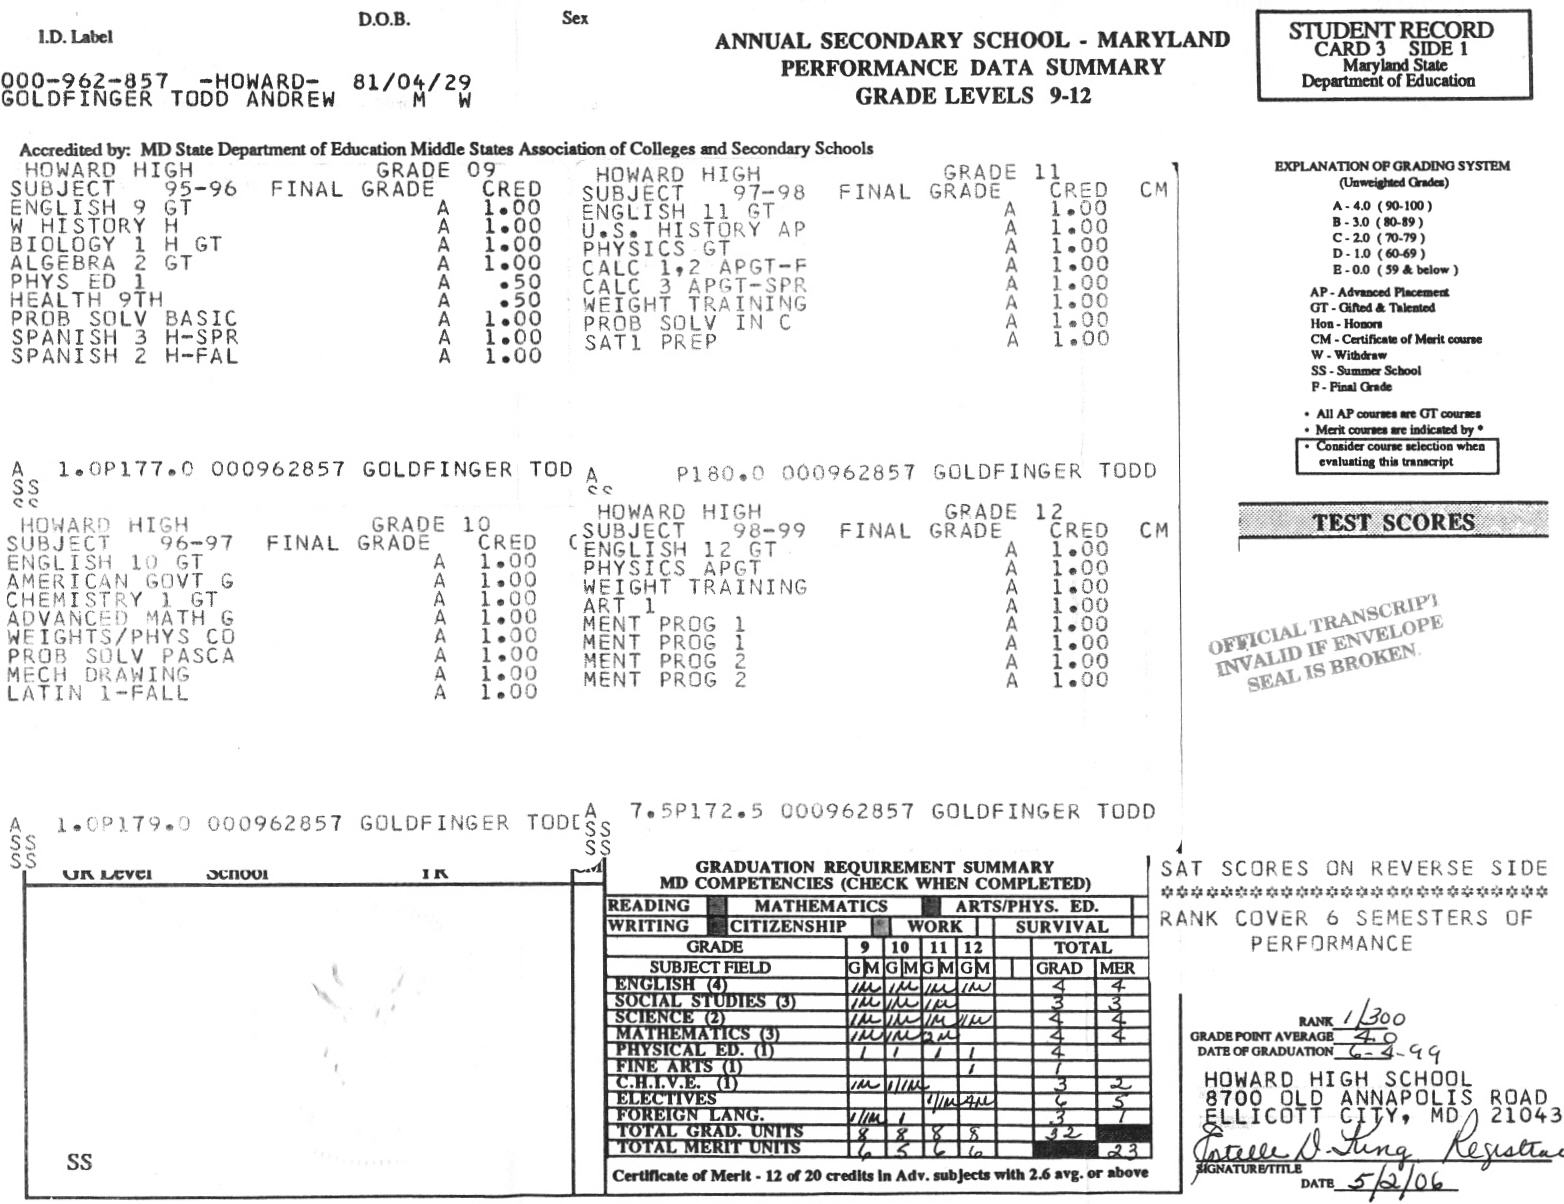 I.D. Label
D.O.B.
Sex
000-962-857 -HOWARD- 81/04/29
GOLDFINGER TODD ANDREW M W
ANNUAL SECONDARY SCHOOL - MARYLAND
PERFORMANCE DATA SUMMARY
GRADE LEVELS 9-12
STUDENT RECORD
CARD 3 SIDE 1
Maryland State
Department of Education
Accredited by: MD State Department of Education Middle States Association of Colleges and Secondary Schools
HOWARD HIGH GRADE 09
SUBJECT 95-96 FINAL GRADE CRED
ENGLISH 9 GT A 1.00
W HISTORY H A 1.00
BIOLOGY 1 H GT A 1.00
ALGEBRA 2 GT A 1.00
PHYS ED 1 A .50
HEALTH 9TH A .50
PROB SOLV BASIC A 1.00
SPANISH 3 H-SPR A 1.00
SPANISH 2 H-FAL A 1.00
A 1.0P177.0 000962857 GOLDFINGER TOD
SS
SS
HOWARD HIGH GRADE 11
SUBJECT 97-98 FINAL GRADE CRED CM
ENGLISH 11 GT A 1.00
U.S. HISTORY AP A 1.00
PHYSICS GT A 1.00
CALC 1,2 APGT-F A 1.00
CALC 3 APGT-SPR A 1.00
WEIGHT TRAINING A 1.00
PROB SOLV IN C A 1.00
SAT1 PREP A 1.00
A P180.0 000962857 GOLDFINGER TODD
SS
HOWARD HIGH GRADE 10
SUBJECT 96-97 FINAL GRADE CRED
ENGLISH 10 GT A 1.00
AMERICAN GOVT G A 1.00
CHEMISTRY 1 GT A 1.00
ADVANCED MATH G A 1.00
WEIGHTS/PHYS CO A 1.00
PROB SOLV PASCA A 1.00
MECH DRAWING A 1.00
LATIN 1-FALL A 1.00
A 1.0P179.0 000962857 GOLDFINGER TODD
SS
SS
HOWARD HIGH GRADE 12
SUBJECT 98-99 FINAL GRADE CRED CM
ENGLISH 12 GT A 1.00
PHYSICS APGT A 1.00
WEIGHT TRAINING A 1.00
ART 1 A 1.00
MENT PROG 1 A 1.00
MENT PROG 1 A 1.00
MENT PROG 2 A 1.00
MENT PROG 2 A 1.00
A 7.5P172.5 000962857 GOLDFINGER TODD
SS
SS
EXPLANATION OF GRADING SYSTEM
(Unweighted Grades)
A - 4.0 ( 90-100 )
B - 3.0 ( 80-89 )
C - 2.0 ( 70-79 )
D - 1.0 ( 60-69 )
E - 0.0 ( 59 & below )
AP - Advanced Placement
GT - Gifted & Talented
Hon - Honors
CM - Certificate of Merit course
W - Withdraw
SS - Summer School
F - Final Grade
• All AP courses are GT courses
• Merit courses are indicated by *
• Consider course selection when
evaluating this transcript
TEST SCORES
OFFICIAL TRANSCRIPT
INVALID IF ENVELOPE
SEAL IS BROKEN.
GR Level School TR CM
SS
GRADUATION REQUIREMENT SUMMARY
MD COMPETENCIES (CHECK WHEN COMPLETED)
READING MATHEMATICS ARTS/PHYS. ED.
WRITING CITIZENSHIP WORK SURVIVAL
GRADE 9 10 11 12 TOTAL
SUBJECT FIELD G M G M G M G M GRAD MER
ENGLISH (4) 1M 1M 1M 1M 4 4
SOCIAL STUDIES (3) 1M 1M 1M 3 3
SCIENCE (2) 1M 1M 1M 1M 4 4
MATHEMATICS (3) 1M 1M 2M 4 4
PHYSICAL ED. (1) 1 1 1 1 4
FINE ARTS (1) 1 1
C.H.I.V.E. (1) 1M 1/1M 3 2
ELECTIVES 1/1M 4M 6 5
FOREIGN LANG. 1/1M 1 3 1
TOTAL GRAD. UNITS 8 8 8 8 32
TOTAL MERIT UNITS 6 5 6 6 23
Certificate of Merit - 12 of 20 credits in Adv. subjects with 2.6 avg. or above
SAT SCORES ON REVERSE SIDE
**************************
RANK COVER 6 SEMESTERS OF
PERFORMANCE
RANK 1/300
GRADE POINT AVERAGE 4.0
DATE OF GRADUATION 6-4-99
HOWARD HIGH SCHOOL
8700 OLD ANNAPOLIS ROAD
ELLICOTT CITY, MD 21043
Estelle D. King Registrar
SIGNATURE/TITLE
DATE 5/2/06